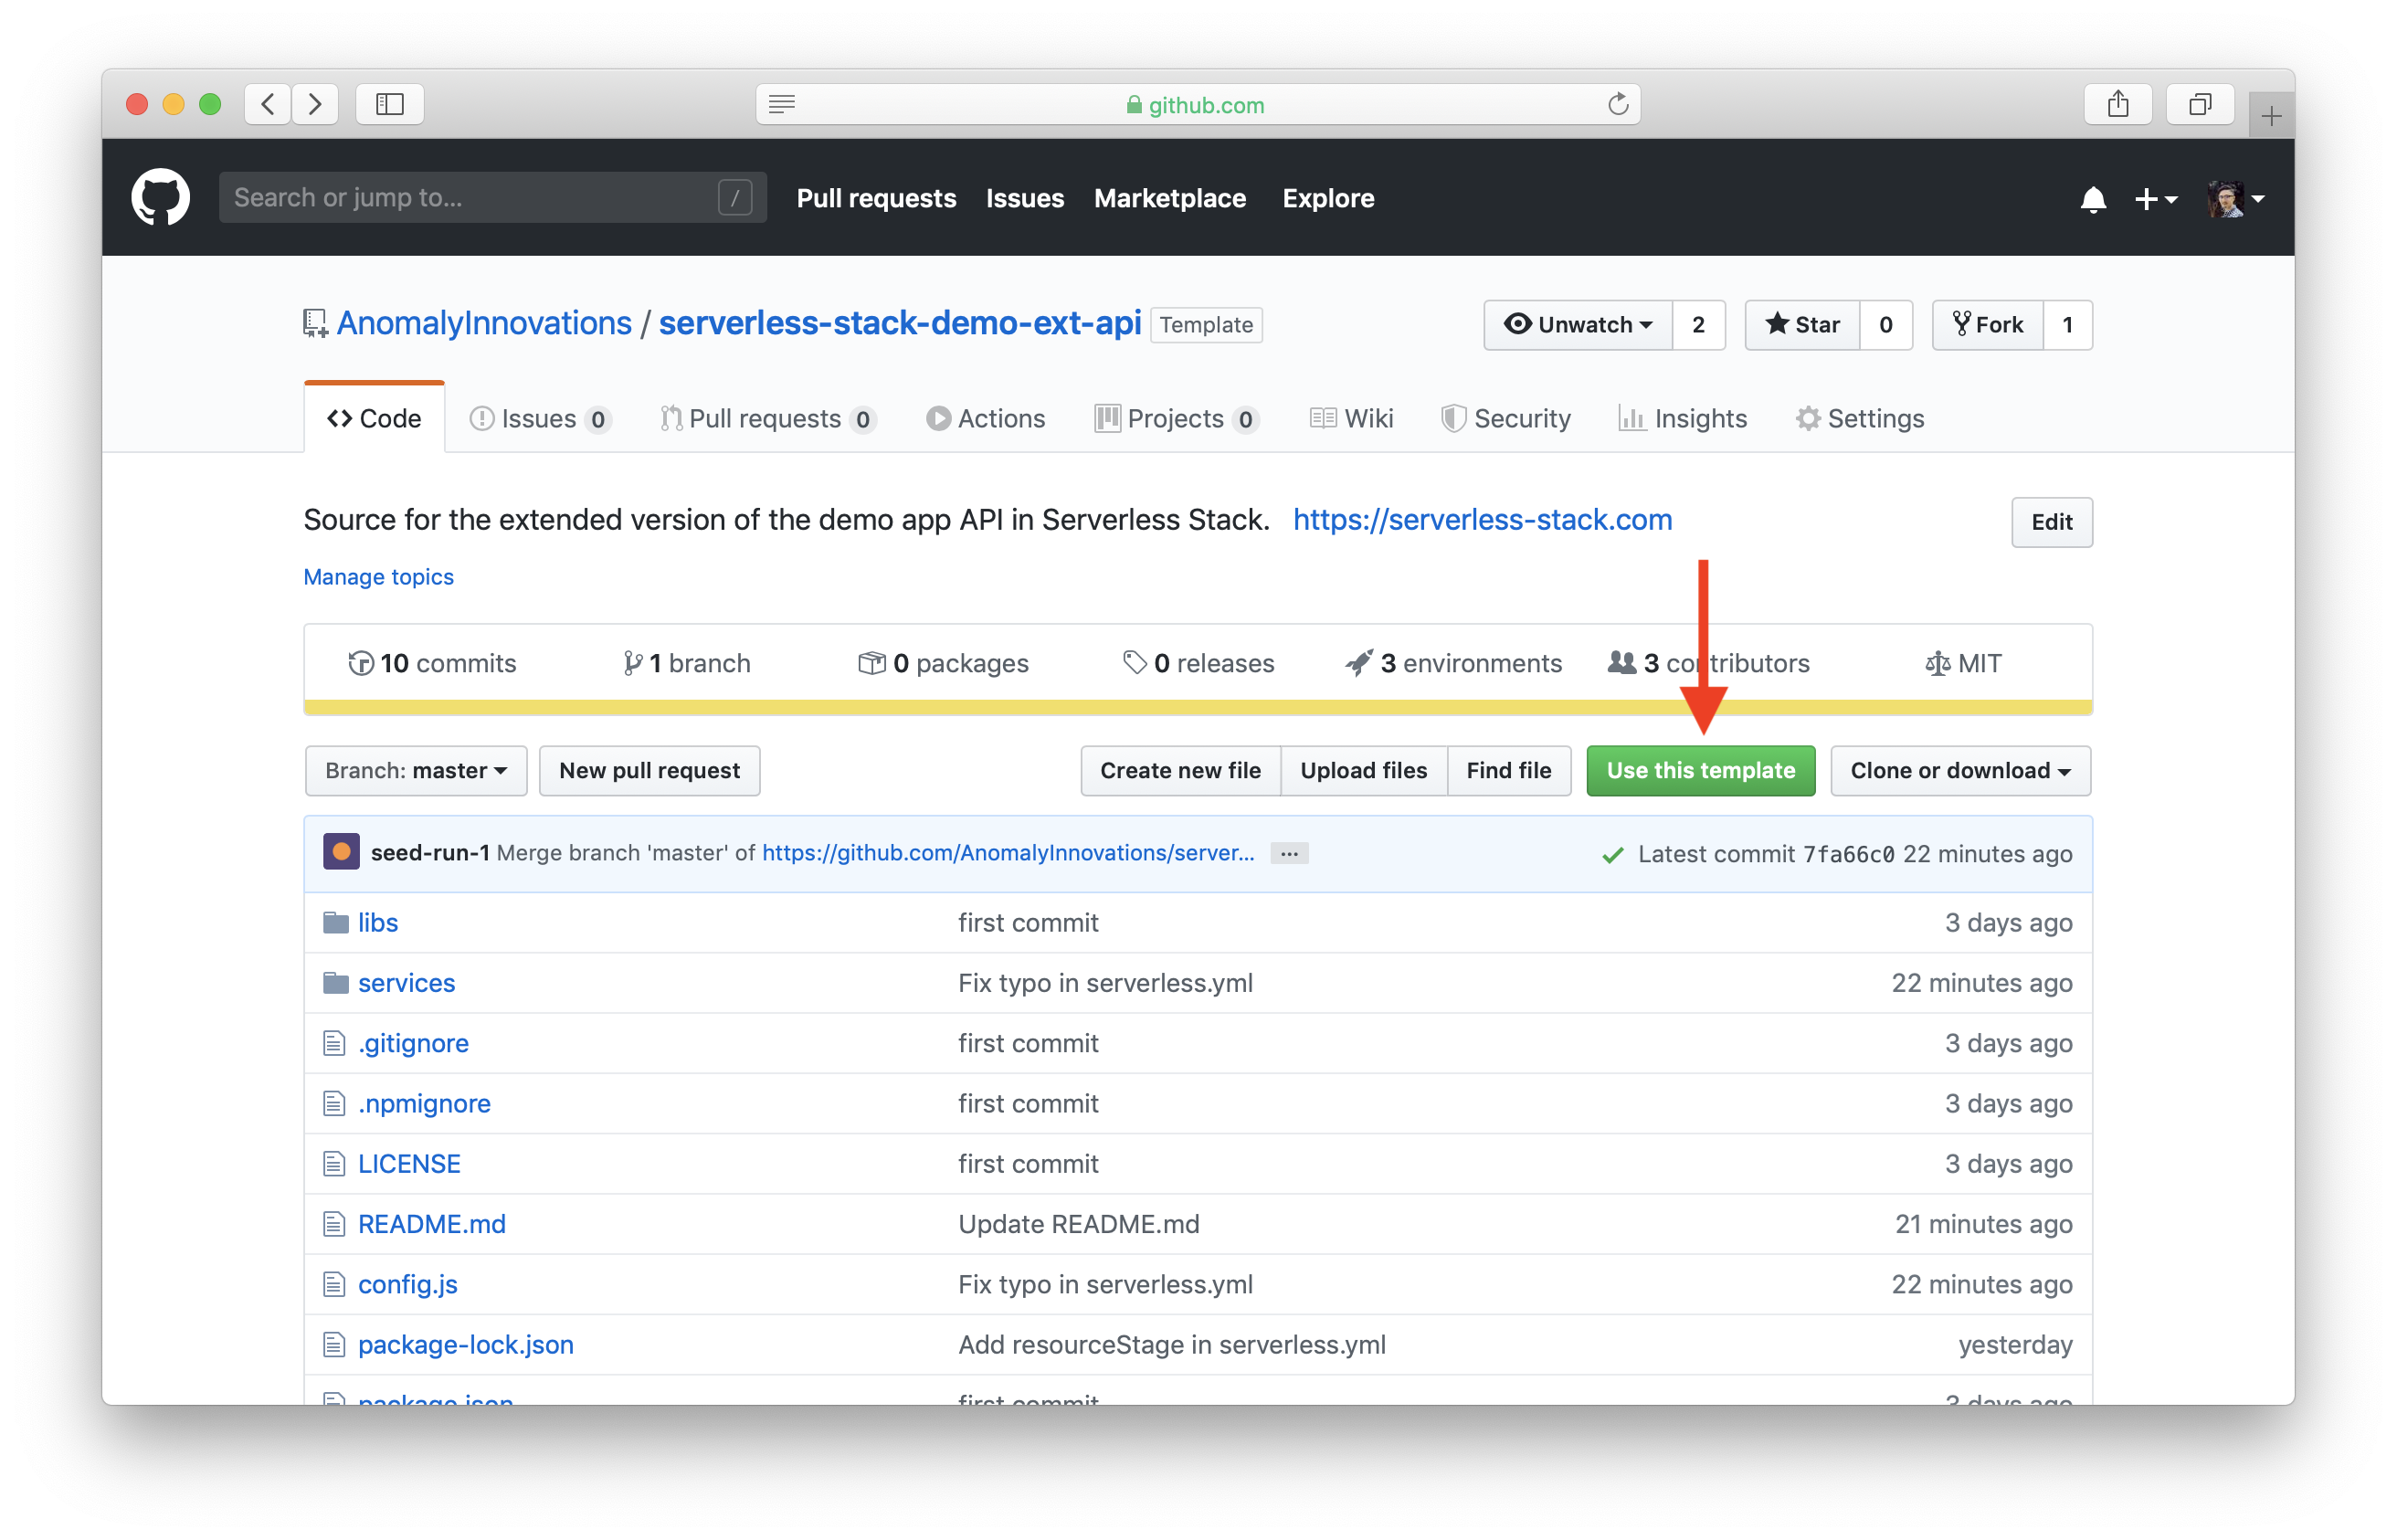 github.com
Search or jump to... /
Pull requests Issues Marketplace Explore
AnomalyInnovations / serverless-stack-demo-ext-api Template
Unwatch 2 Star 0 Fork 1
Code Issues 0 Pull requests 0 Actions Projects 0 Wiki Security Insights Settings
Source for the extended version of the demo app API in Serverless Stack. https://serverless-stack.com Edit
Manage topics
10 commits 1 branch 0 packages 0 releases 3 environments 3 contributors MIT
Branch: master New pull request Create new file Upload files Find file Use this template Clone or download
seed-run-1 Merge branch 'master' of https://github.com/AnomalyInnovations/server... ... Latest commit 7fa66c0 22 minutes ago
libs first commit 3 days ago
services Fix typo in serverless.yml 22 minutes ago
.gitignore first commit 3 days ago
.npmignore first commit 3 days ago
LICENSE first commit 3 days ago
README.md Update README.md 21 minutes ago
config.js Fix typo in serverless.yml 22 minutes ago
package-lock.json Add resourceStage in serverless.yml yesterday
package.json first commit 3 days ago